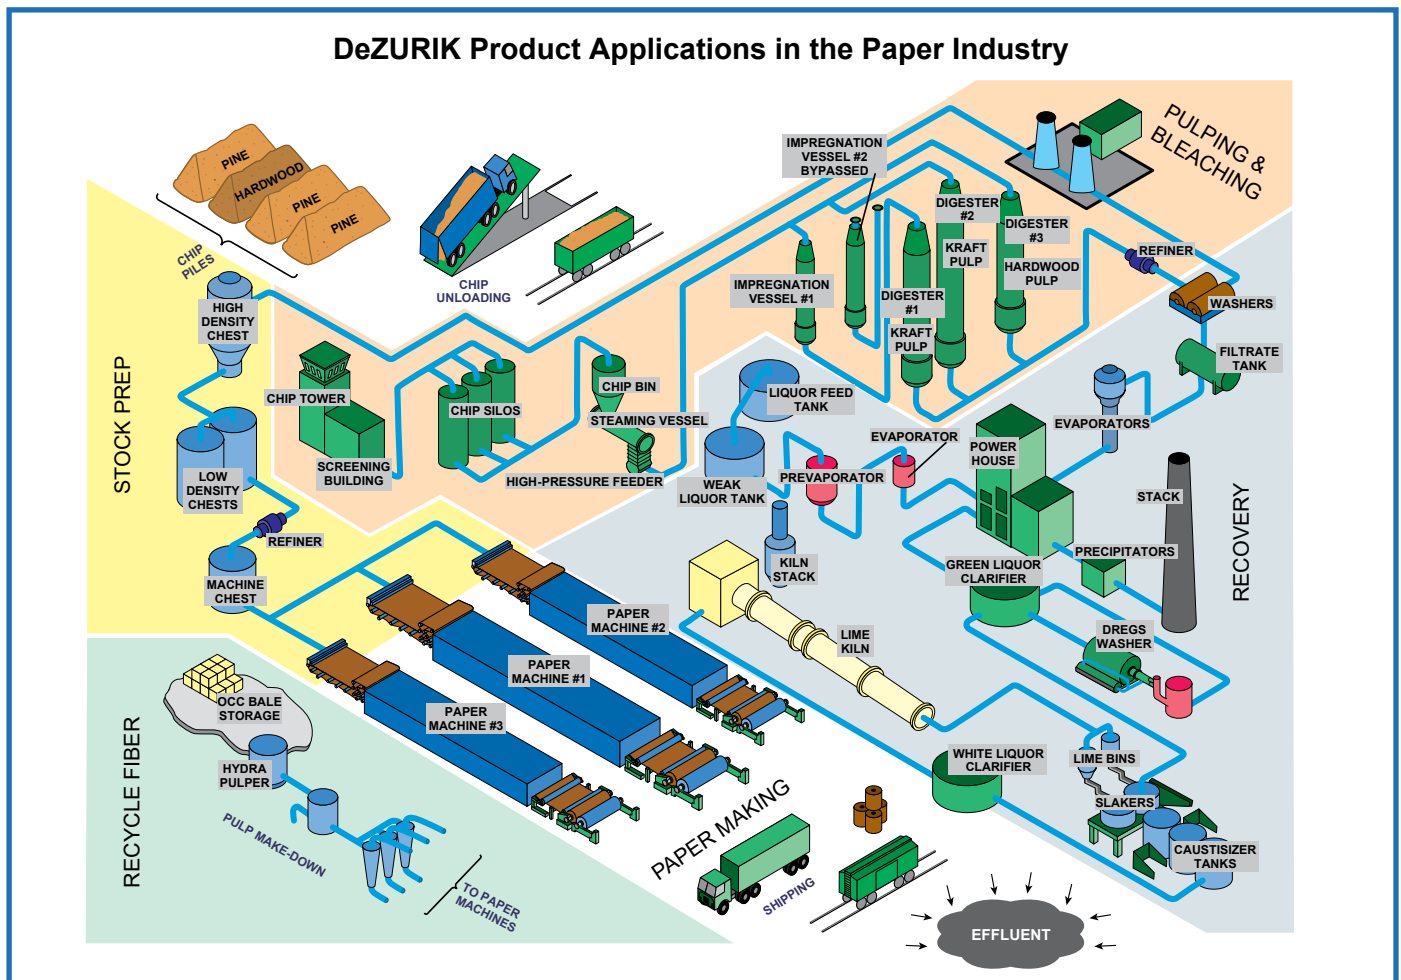 DeZURIK Product Applications in the Paper Industry
PINE
HARDWOOD
PINE
PINE
CHIP
PILES
CHIP
UNLOADING
IMPREGNATION
VESSEL #2
BYPASSED
PULPING &
BLEACHING
DIGESTER
#2
KRAFT
PULP
DIGESTER
#3
HARDWOOD
PULP
REFINER
WASHERS
IMPREGNATION
VESSEL #1
DIGESTER
#1
KRAFT
PULP
FILTRATE
TANK
STOCK PREP
HIGH
DENSITY
CHEST
CHIP TOWER
SCREENING
BUILDING
CHIP SILOS
CHIP BIN
STEAMING VESSEL
HIGH-PRESSURE FEEDER
LIQUOR FEED
TANK
WEAK
LIQUOR TANK
PREVAPORATOR
EVAPORATOR
POWER
HOUSE
EVAPORATORS
STACK
RECOVERY
LOW
DENSITY
CHESTS
REFINER
MACHINE
CHEST
KILN
STACK
GREEN LIQUOR
CLARIFIER
PRECIPITATORS
DREGS
WASHER
LIME
KILN
PAPER
MACHINE #2
PAPER
MACHINE #1
PAPER
MACHINE #3
RECYCLE FIBER
OCC BALE
STORAGE
HYDRA
PULPER
PULP MAKE-DOWN
TO PAPER
MACHINES
PAPER MAKING
SHIPPING
WHITE LIQUOR
CLARIFIER
LIME BINS
SLAKERS
CAUSTISIZER
TANKS
EFFLUENT